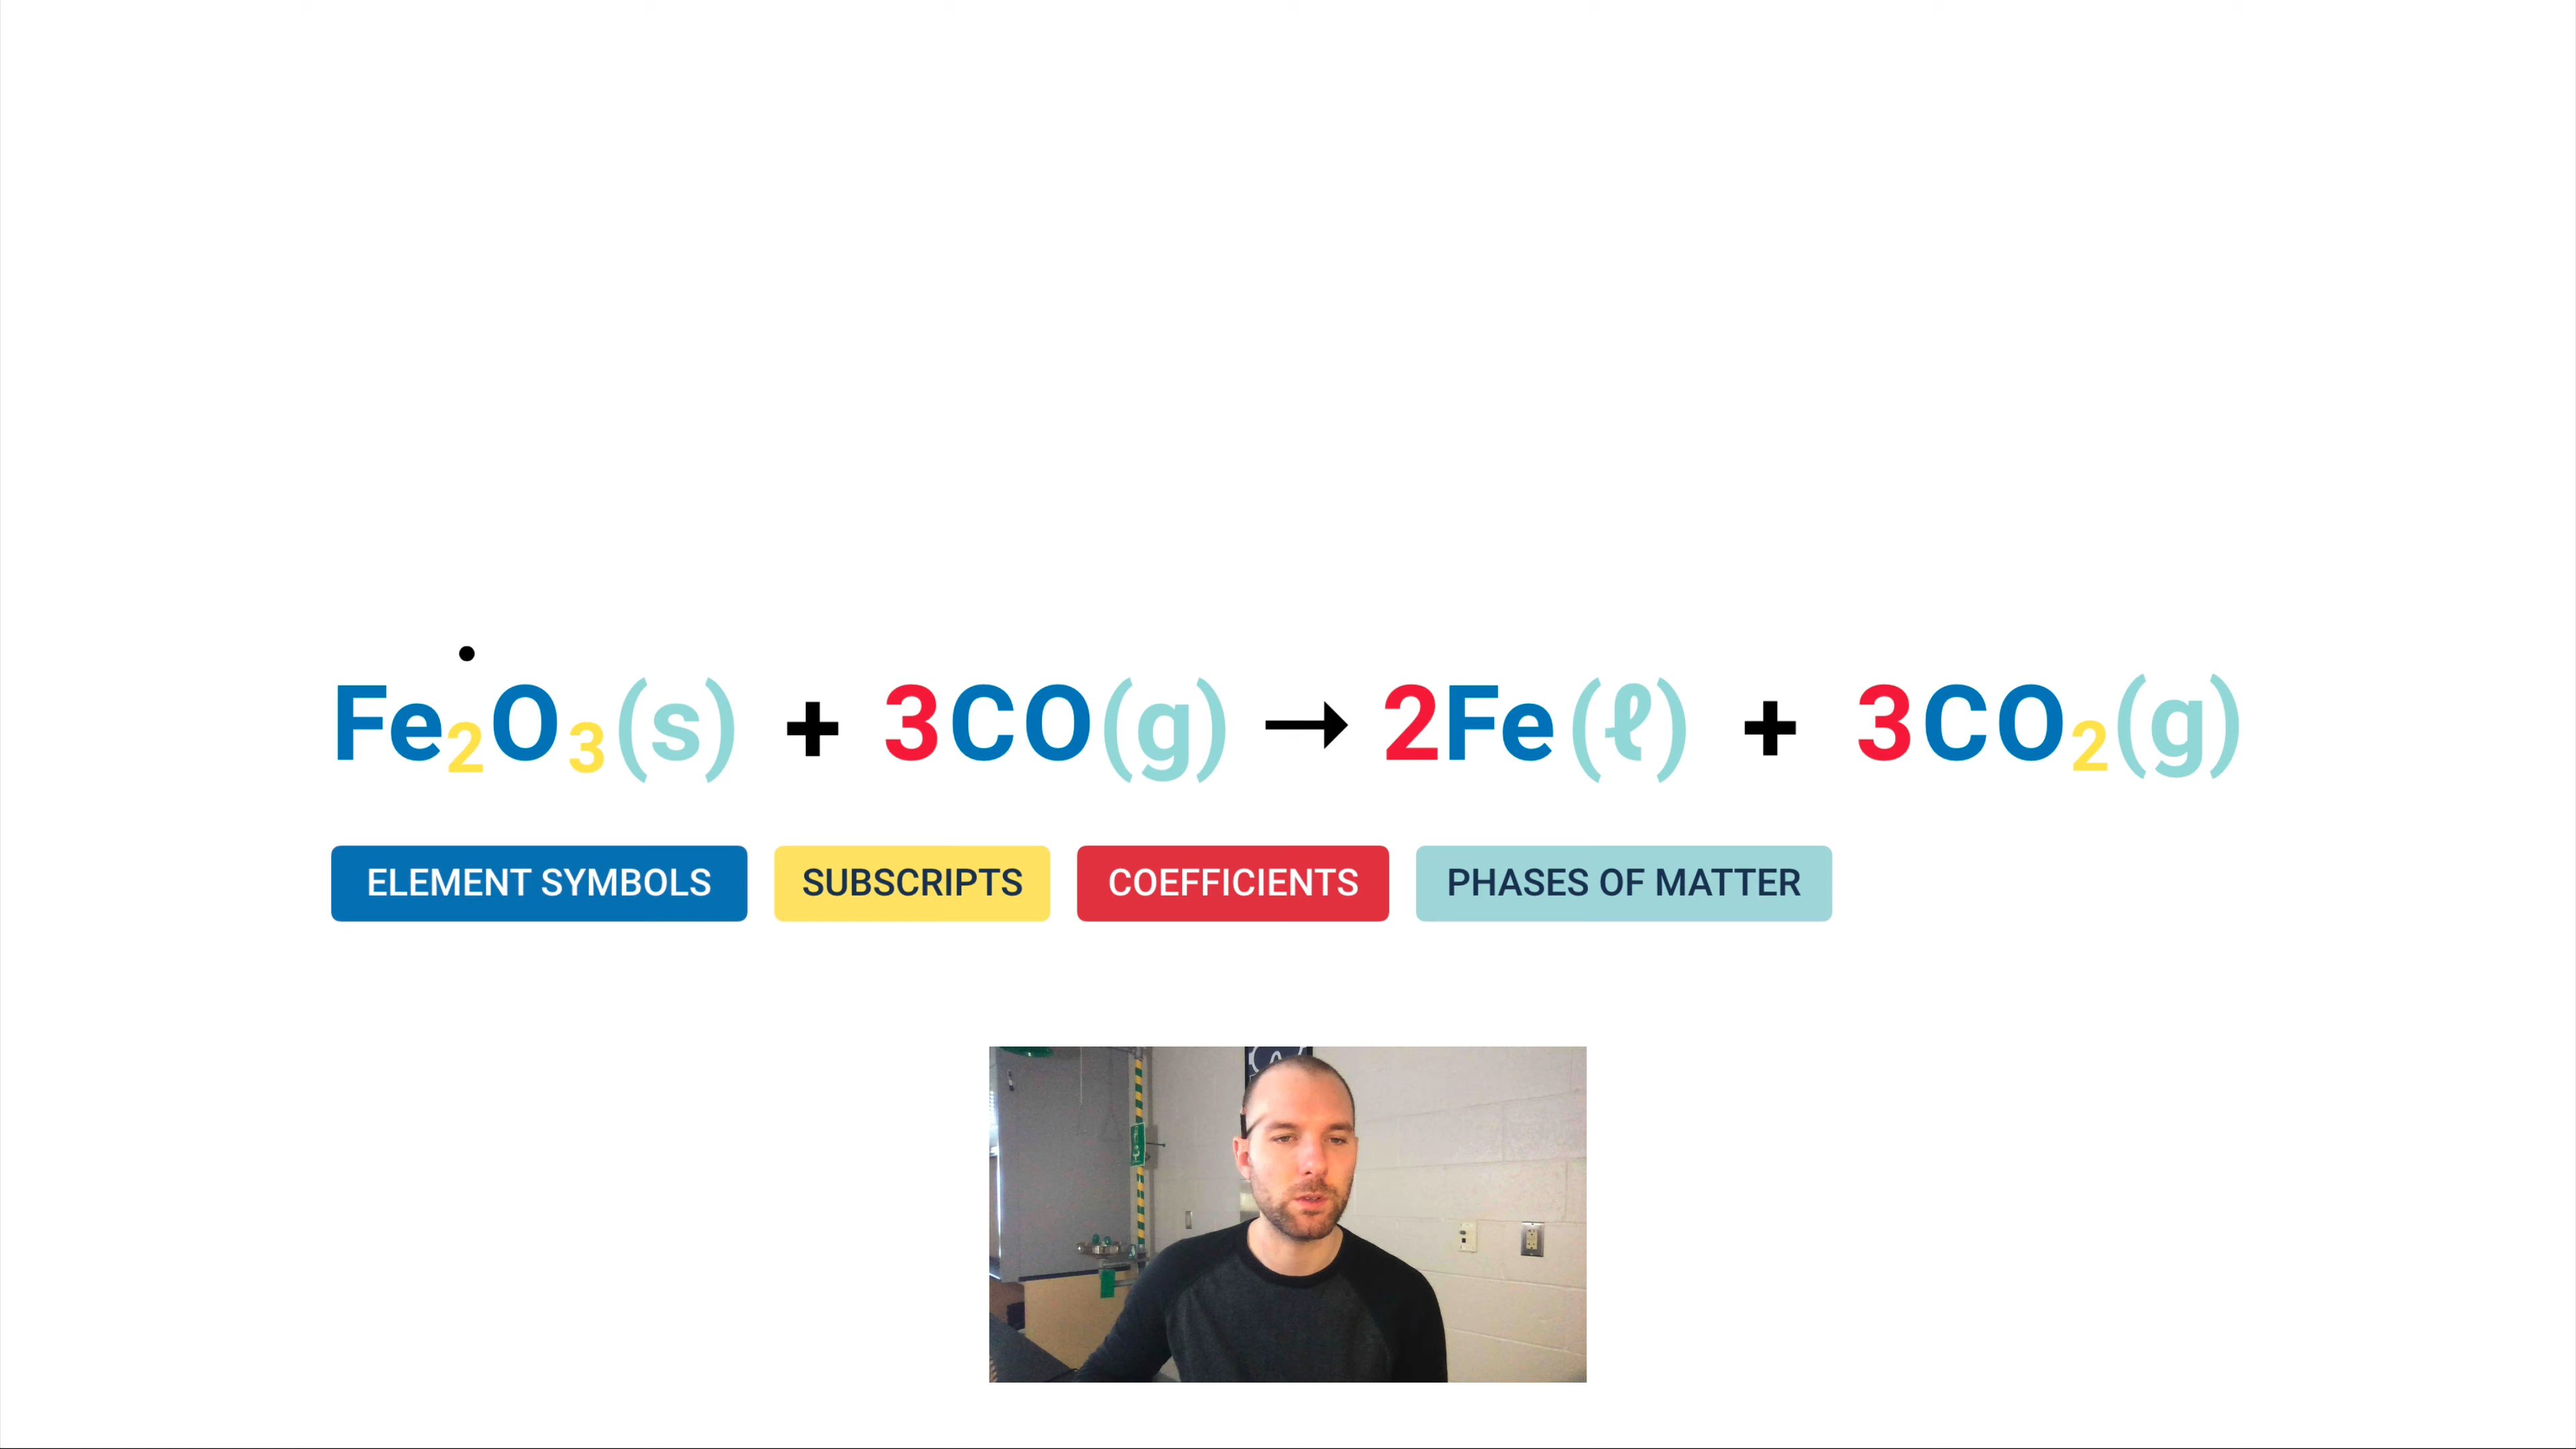 Fe₂O₃(s) + 3CO(g) → 2Fe(ℓ) + 3CO₂(g)
ELEMENT SYMBOLS SUBSCRIPTS COEFFICIENTS PHASES OF MATTER